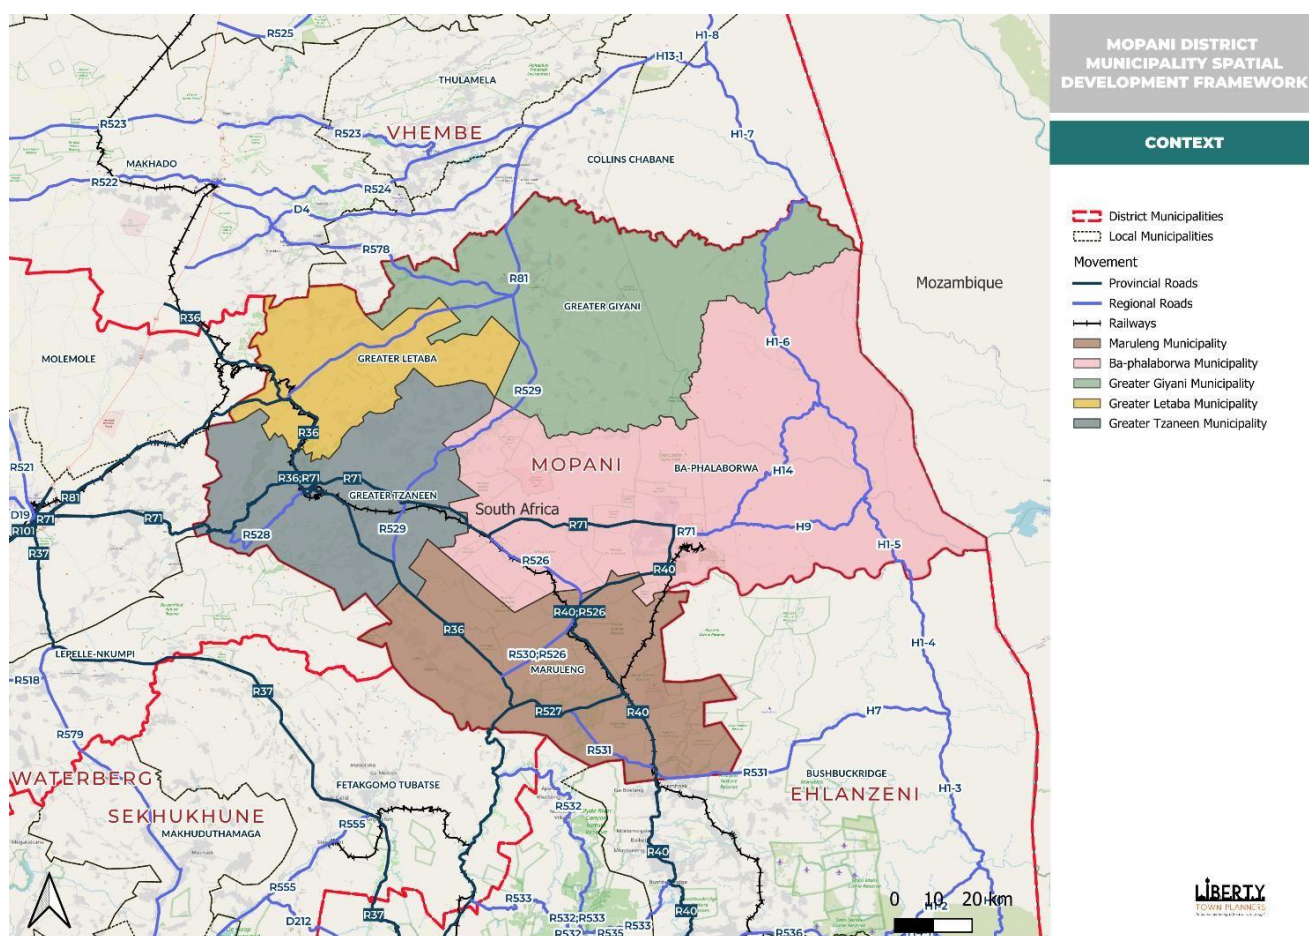 MOPANI DISTRICT
MUNICIPALITY SPATIAL
DEVELOPMENT FRAMEWORK
CONTEXT
District Municipalities
Local Municipalities
Movement
Provincial Roads
Regional Roads
Railways
Maruleng Municipality
Ba-phalaborwa Municipality
Greater Giyani Municipality
Greater Letaba Municipality
Greater Tzaneen Municipality
R525
H1-8
H13-1
THULAMELA
R523
R523
VHEMBE
H1-7
MAKHADO
COLLINS CHABANE
R522
R524
D4
R578
R81
Mozambique
GREATER GIYANI
R36
MOLEMOLE
GREATER LETABA
H1-6
R529
R36
MOPANI
BA-PHALABORWA
R521
H14
R36;R71
R71
GREATER TZANEEN
R81
South Africa
D19
R71
R71
R101
R528
R529
R71
R71
H9
R37
R526
H1-5
R40
R40;R526
R36
H1-4
LEPELLE-NKUMPI
R530;R526
MARULENG
R518
R37
R527
R40
H7
R579
R531
R531
WATERBERG
BUSHBUCKRIDGE
FETAKGOMO TUBATSE
EHLANZENI
H1-3
SEKHUKHUNE
R532
MAKHUDUTHAMAGA
R555
R40
R555
R533
R40
D212
R37
R532;R533
R533
R532
R535
R536
0 10 20 km
LIBERTY
TOWN PLANNERS